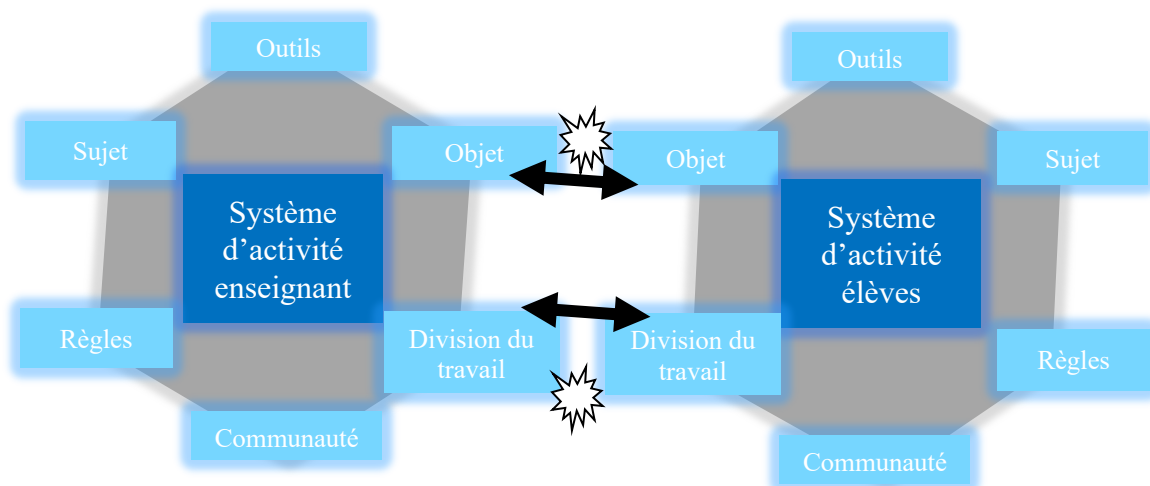 Outils
Outils
Sujet
Objet
Objet
Sujet
Système
d’activité
enseignant
Système
d’activité
élèves
Règles
Division du
travail
Division du
travail
Règles
Communauté
Communauté